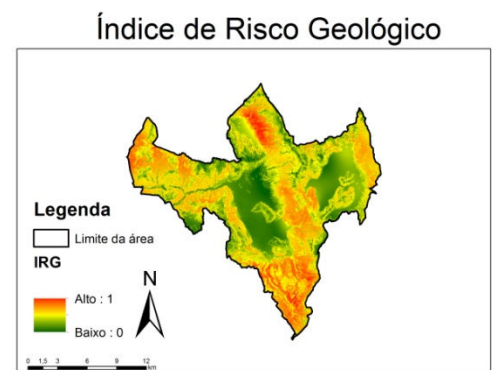 Índice de Risco Geológico
Legenda
Limite da área
IRG
Alto : 1
Baixo : 0
N
0 1,5 3 6 9 12
km